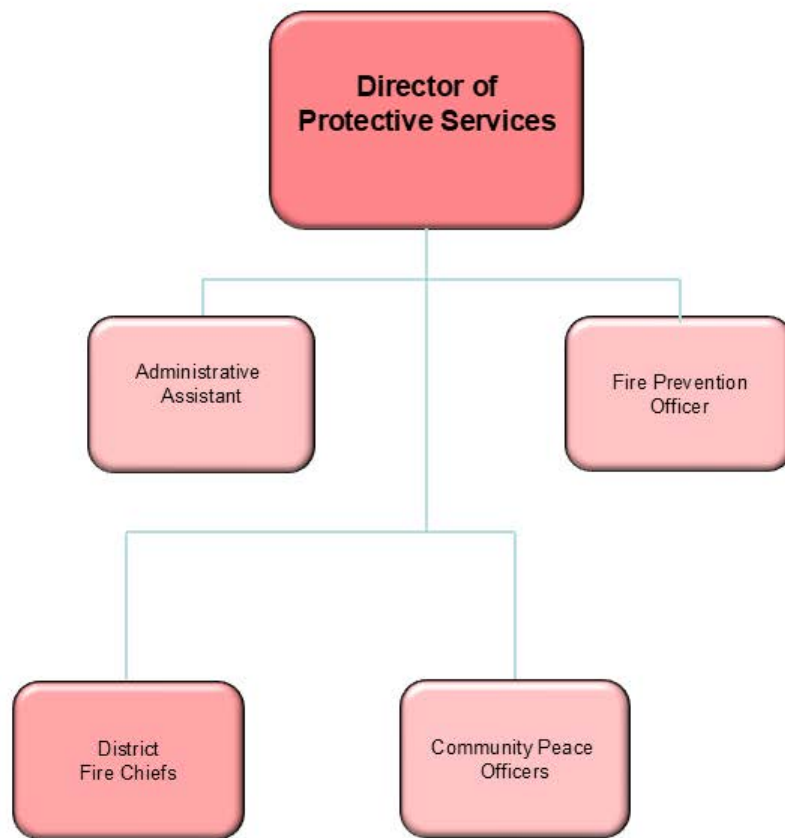 Director of
Protective Services
Administrative
Assistant
Fire Prevention
Officer
District
Fire Chiefs
Community Peace
Officers